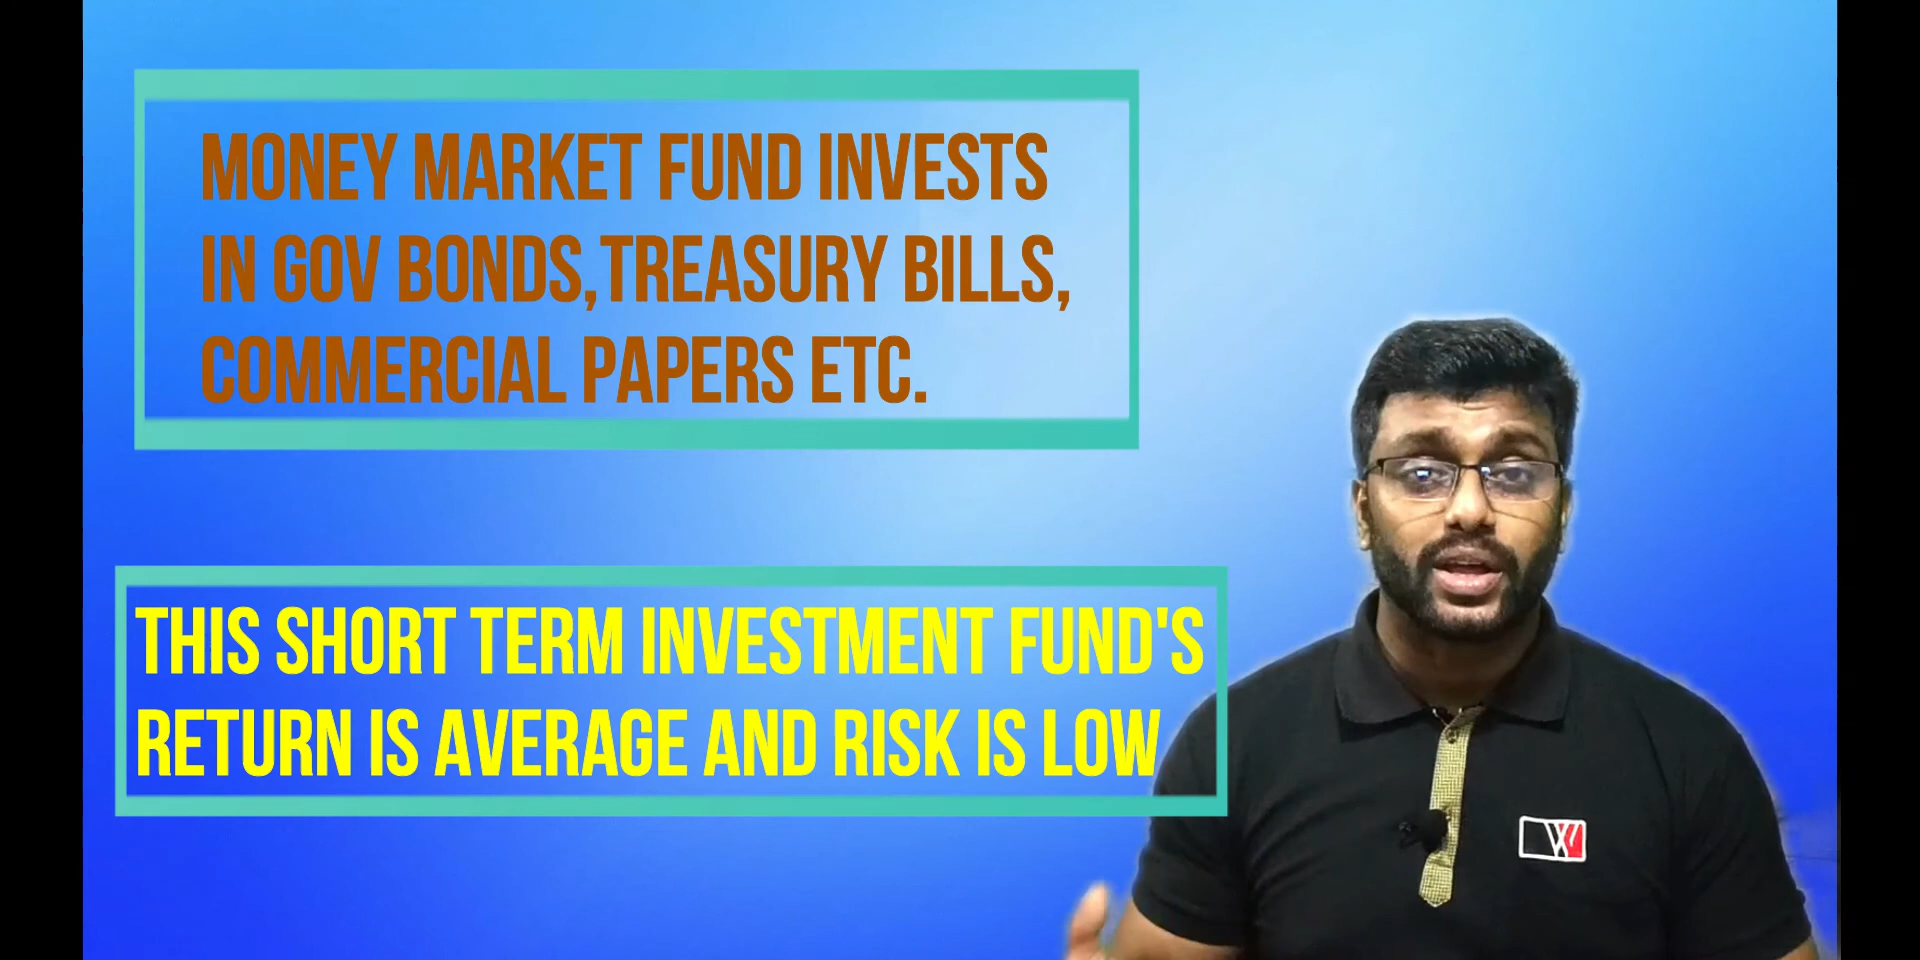 MONEY MARKET FUND INVESTS
IN GOV BONDS,TREASURY BILLS,
COMMERCIAL PAPERS ETC.
THIS SHORT TERM INVESTMENT FUND'S
RETURN IS AVERAGE AND RISK IS LOW